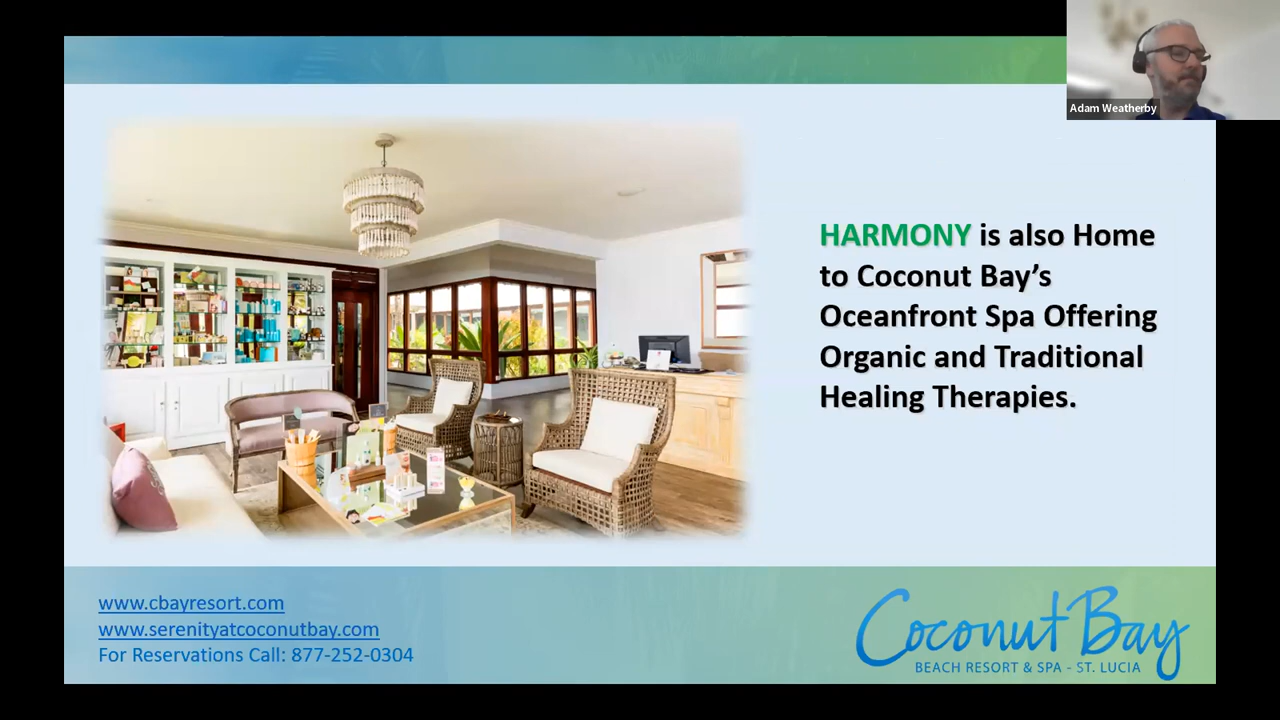 Adam Weatherby
HARMONY is also Home
to Coconut Bay’s
Oceanfront Spa Offering
Organic and Traditional
Healing Therapies.
www.cbayresort.com
www.serenityatcoconutbay.com
For Reservations Call: 877-252-0304
Coconut Bay
BEACH RESORT & SPA - ST. LUCIA